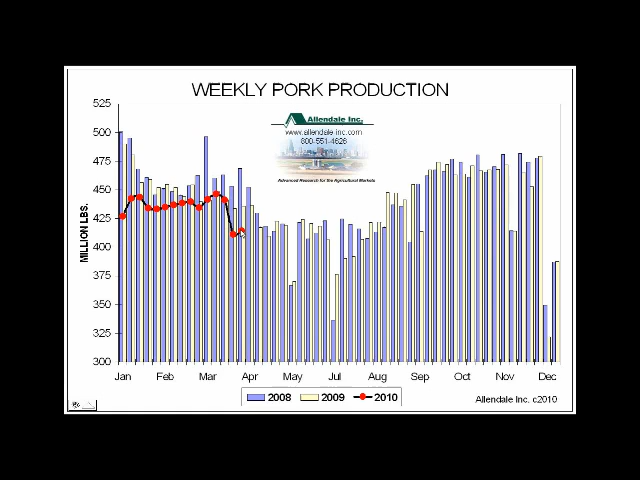 WEEKLY PORK PRODUCTION
Allendale Inc.
www.allendale-inc.com
800-551-4626
Advanced Research for the Agricultural Markets
525
500
475
450
425
400
375
350
325
300
MILLION LBS.
Jan Feb Mar Apr May Jul Aug Sep Oct Nov Dec
2008 2009 2010
Allendale Inc. c2010